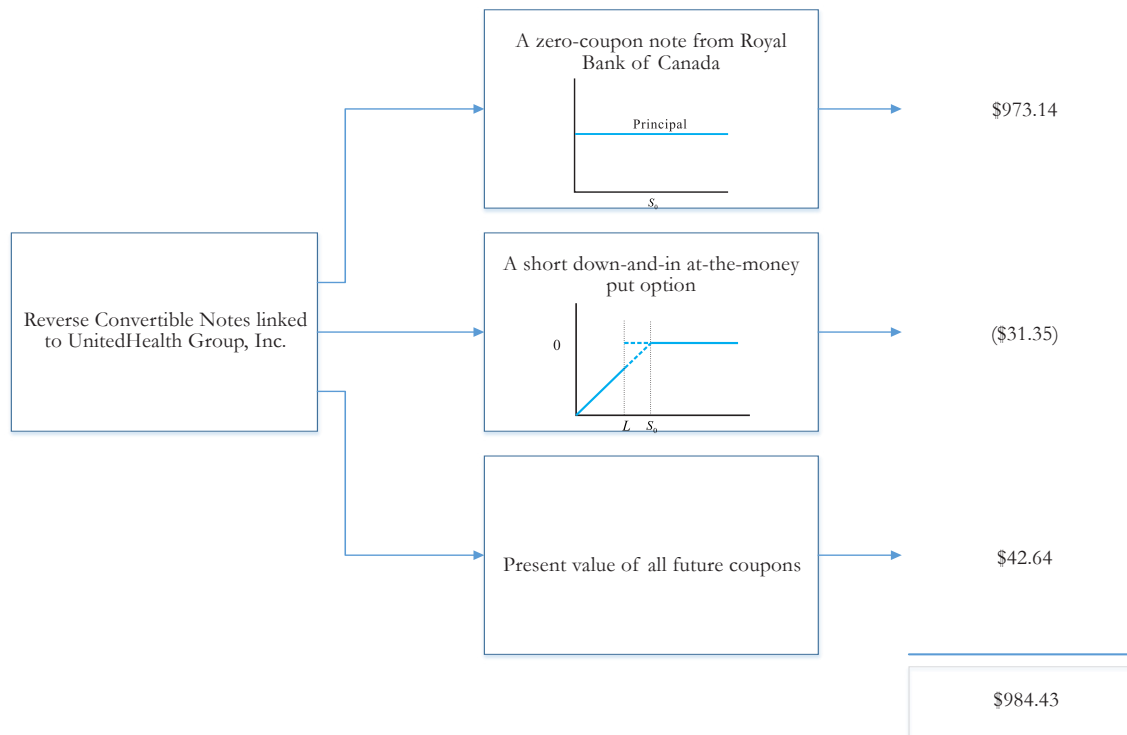 A zero-coupon note from Royal
Bank of Canada
Principal
S₀
$973.14
Reverse Convertible Notes linked
to UnitedHealth Group, Inc.
A short down-and-in at-the-money
put option
0
L S₀
($31.35)
Present value of all future coupons
$42.64
$984.43